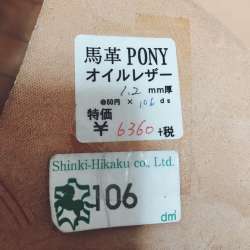 馬革 PONY
オイルレザー
1.2 mm厚
@60円 × 106 ds
特価
¥ 6360 +税
Shinki-Hikaku co., Ltd.
106
dm²